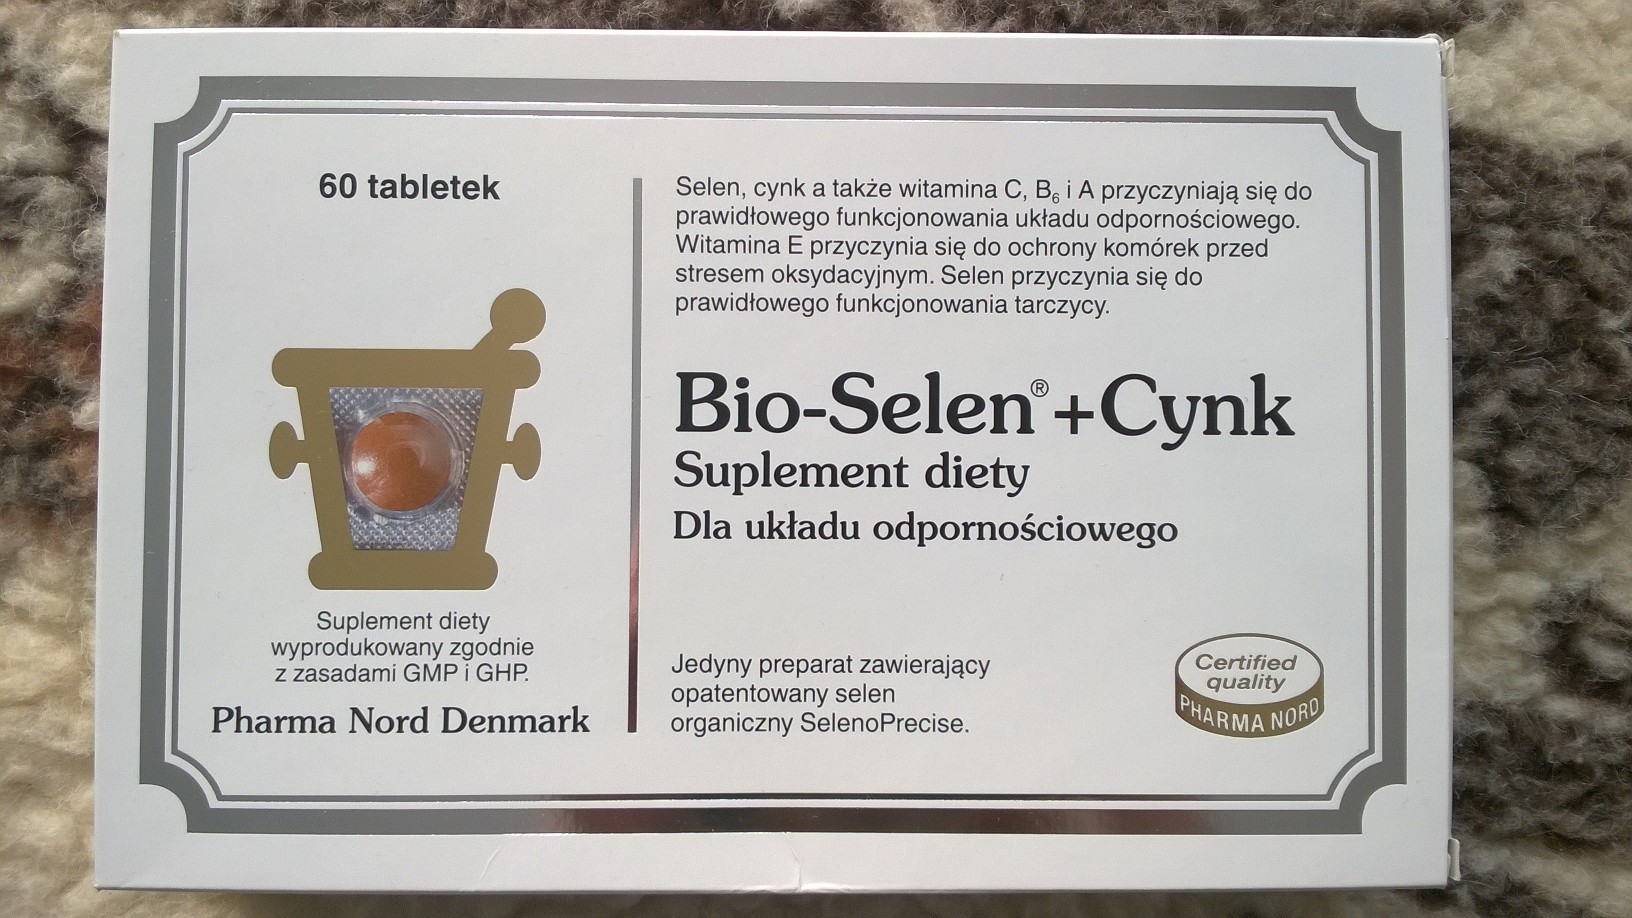 60 tabletek
Suplement diety
wyprodukowany zgodnie
z zasadami GMP i GHP.
Pharma Nord Denmark
Selen, cynk a także witamina C, B₆ i A przyczyniają się do
prawidłowego funkcjonowania układu odpornościowego.
Witamina E przyczynia się do ochrony komórek przed
stresem oksydacyjnym. Selen przyczynia się do
prawidłowego funkcjonowania tarczycy.
Bio-Selen®+Cynk
Suplement diety
Dla układu odpornościowego
Jedyny preparat zawierający
opatentowany selen
organiczny SelenoPrecise.
Certified
quality
PHARMA NORD